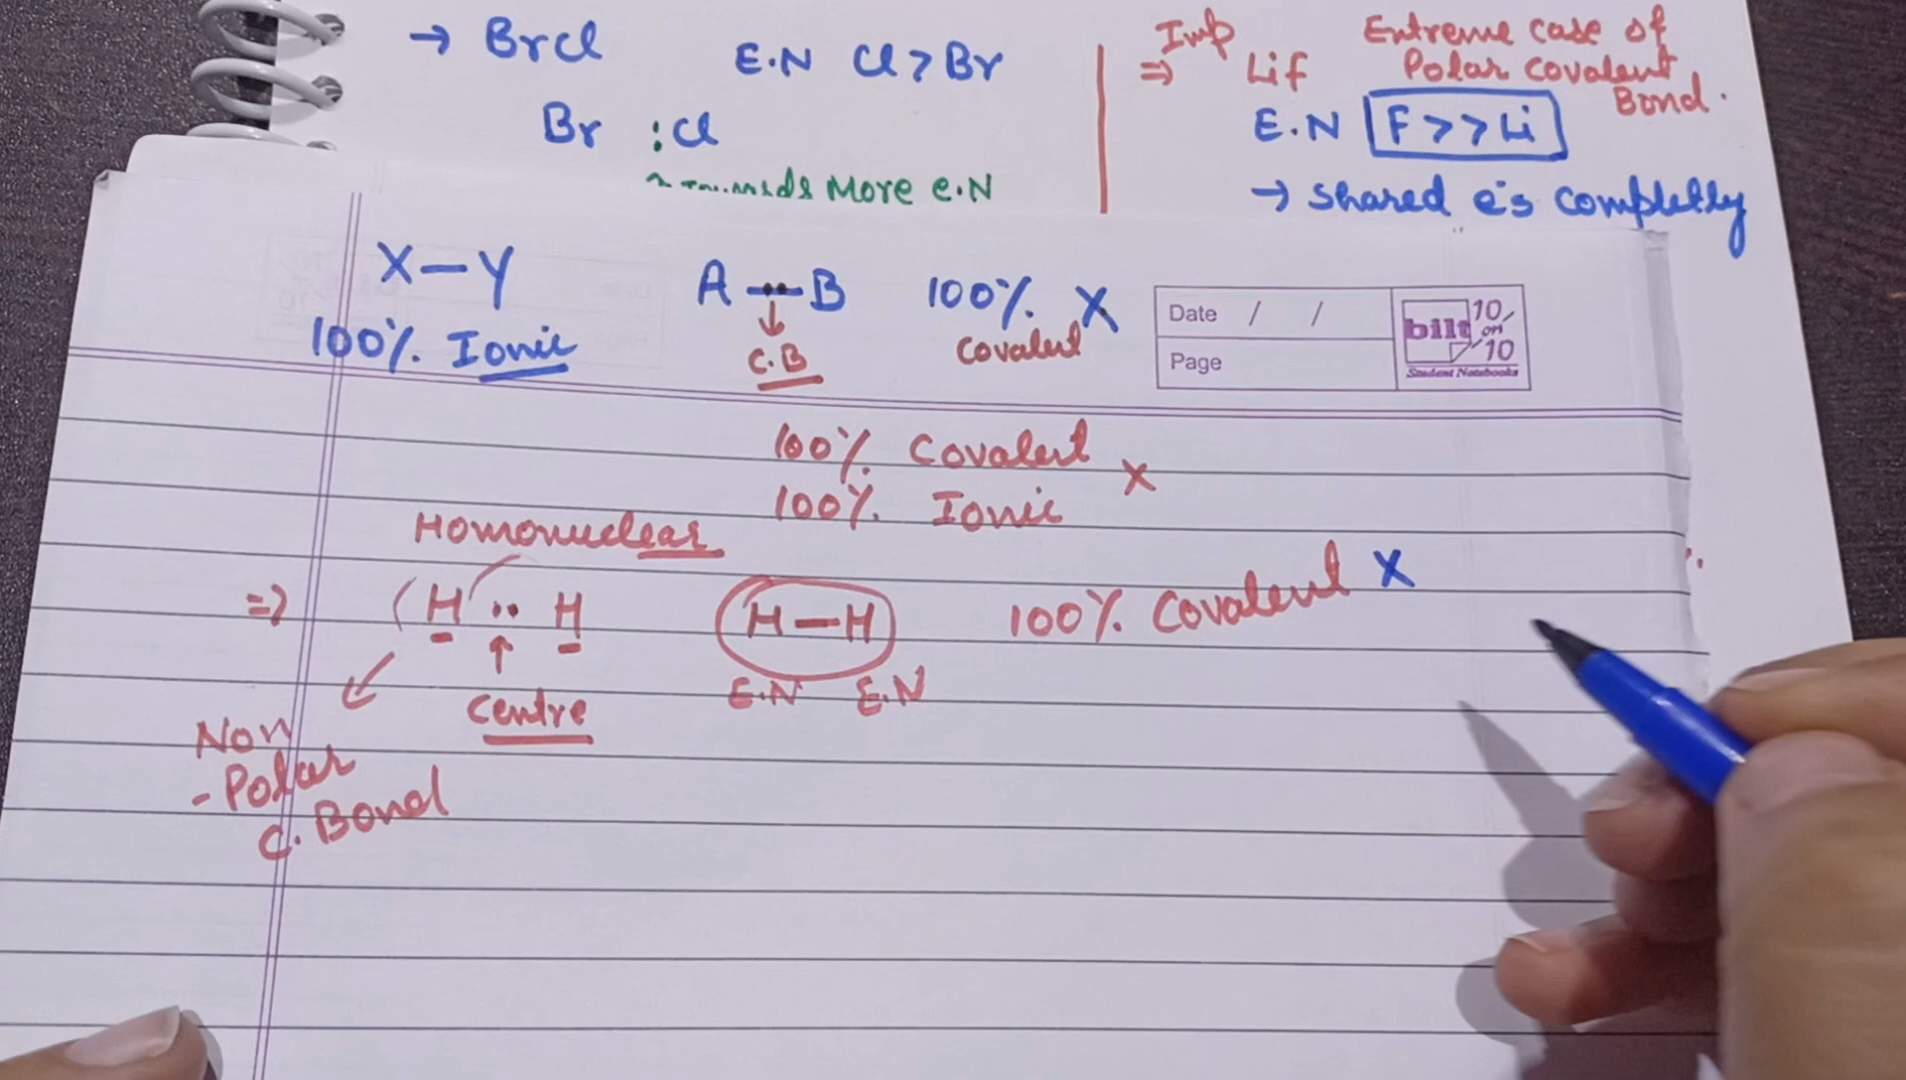 → BrCl
E.N Cl > Br
Br :Cl
More e.N
Imp
⇒ Lif
Extreme case of
Polar covalent
Bond.
E.N F >> Li
→ shared e's completly
X—Y
100% Ionic
A—B
↓
C.B
100% X
covalent
Date / /
Page
bilt 10/
on
10
Student Notebooks
100% Covalent
X
100% Ionic
Homonuclear
⇒ H •• H
↑
centre
Non
-Polar
C. Bond
H—H
E.N E.N
100% Covalent X